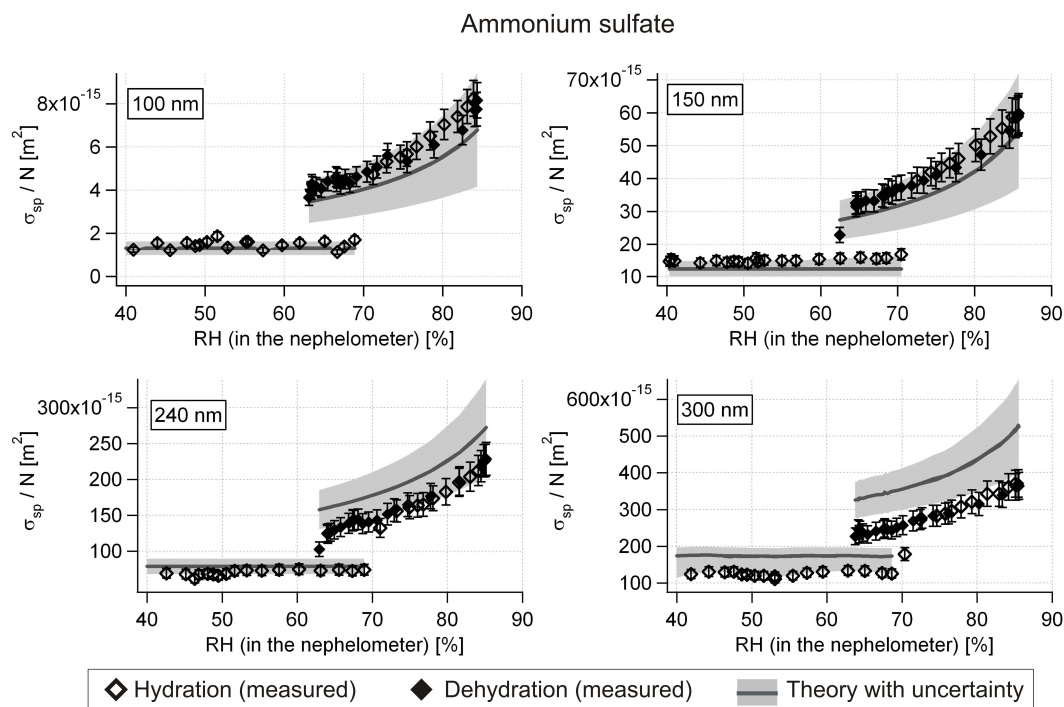 Ammonium sulfate
100 nm
8x10⁻¹⁵
6
4
2
0
σsp / N [m²]
40 50 60 70 80 90
RH (in the nephelometer) [%]
150 nm
70x10⁻¹⁵
60
50
40
30
20
10
σsp / N [m²]
40 50 60 70 80 90
RH (in the nephelometer) [%]
240 nm
300x10⁻¹⁵
250
200
150
100
σsp / N [m²]
40 50 60 70 80 90
RH (in the nephelometer) [%]
300 nm
600x10⁻¹⁵
500
400
300
200
100
σsp / N [m²]
40 50 60 70 80 90
RH (in the nephelometer) [%]
Hydration (measured) Dehydration (measured) Theory with uncertainty